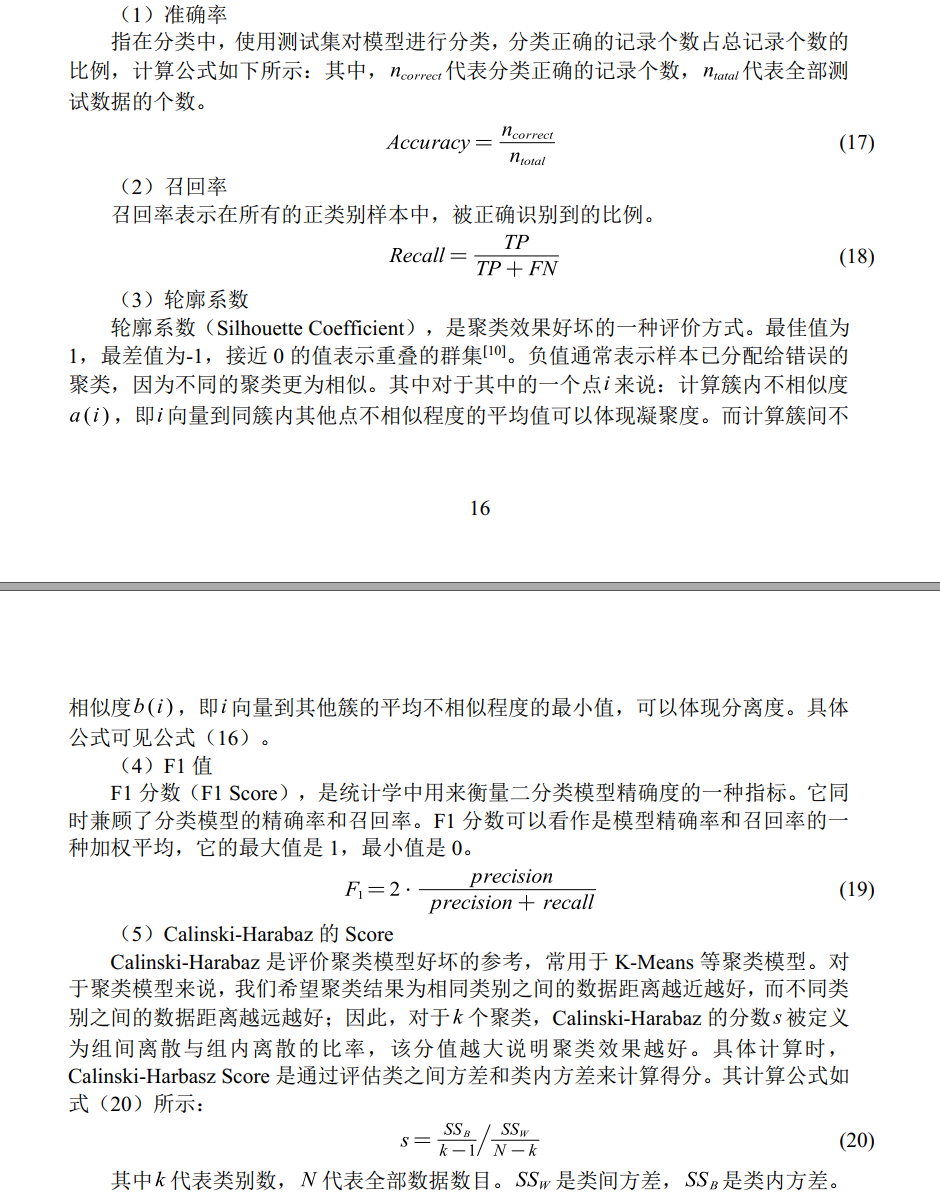 （1）准确率
指在分类中，使用测试集对模型进行分类，分类正确的记录个数占总记录个数的
比例，计算公式如下所示：其中，n_correct 代表分类正确的记录个数，n_tatal 代表全部测
试数据的个数。
Accuracy = n_correct / n_total (17)
（2）召回率
召回率表示在所有的正类别样本中，被正确识别到的比例。
Recall = TP / (TP + FN) (18)
（3）轮廓系数
轮廓系数（Silhouette Coefficient），是聚类效果好坏的一种评价方式。最佳值为
1，最差值为-1，接近 0 的值表示重叠的群集[10]。负值通常表示样本已分配给错误的
聚类，因为不同的聚类更为相似。其中对于其中的一个点 i 来说：计算簇内不相似度
a(i)，即 i 向量到同簇内其他点不相似程度的平均值可以体现凝聚度。而计算簇间不
16
相似度 b(i)，即 i 向量到其他簇的平均不相似程度的最小值，可以体现分离度。具体
公式可见公式（16）。
（4）F1 值
F1 分数（F1 Score），是统计学中用来衡量二分类模型精确度的一种指标。它同
时兼顾了分类模型的精确率和召回率。F1 分数可以看作是模型精确率和召回率的一
种加权平均，它的最大值是 1，最小值是 0。
F₁ = 2 · precision / (precision + recall) (19)
（5）Calinski-Harabaz 的 Score
Calinski-Harabaz 是评价聚类模型好坏的参考，常用于 K-Means 等聚类模型。对
于聚类模型来说，我们希望聚类结果为相同类别之间的数据距离越近越好，而不同类
别之间的数据距离越远越好；因此，对于 k 个聚类，Calinski-Harabaz 的分数 s 被定义
为组间离散与组内离散的比率，该分值越大说明聚类效果越好。具体计算时，
Calinski-Harbasz Score 是通过评估类之间方差和类内方差来计算得分。其计算公式如
式（20）所示：
s = SS_B / (k − 1) / SS_W / (N − k) (20)
其中 k 代表类别数，N 代表全部数据数目。SS_W 是类间方差，SS_B 是类内方差。